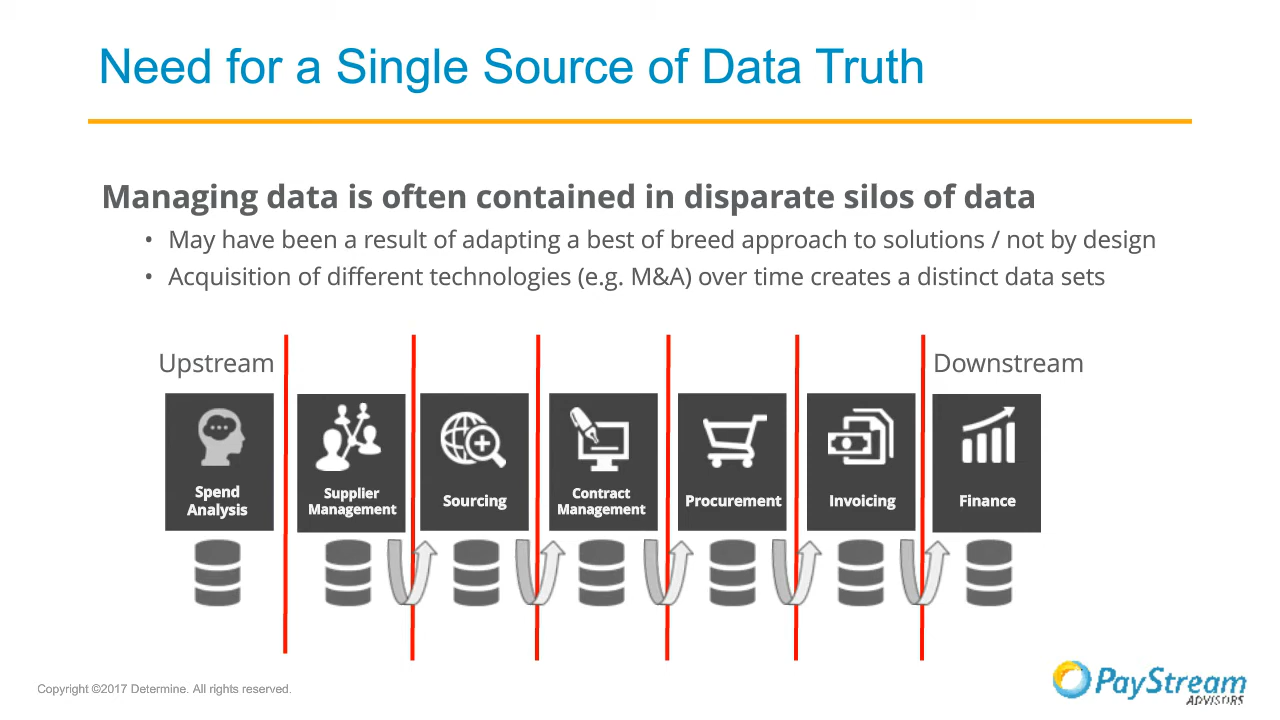 Need for a Single Source of Data Truth
Managing data is often contained in disparate silos of data
• May have been a result of adapting a best of breed approach to solutions / not by design
• Acquisition of different technologies (e.g. M&A) over time creates a distinct data sets
Upstream
Downstream
Spend
Analysis
Supplier
Management
Sourcing
Contract
Management
Procurement
Invoicing
Finance
Copyright ©2017 Determine. All rights reserved.
PayStream
ADVISORS